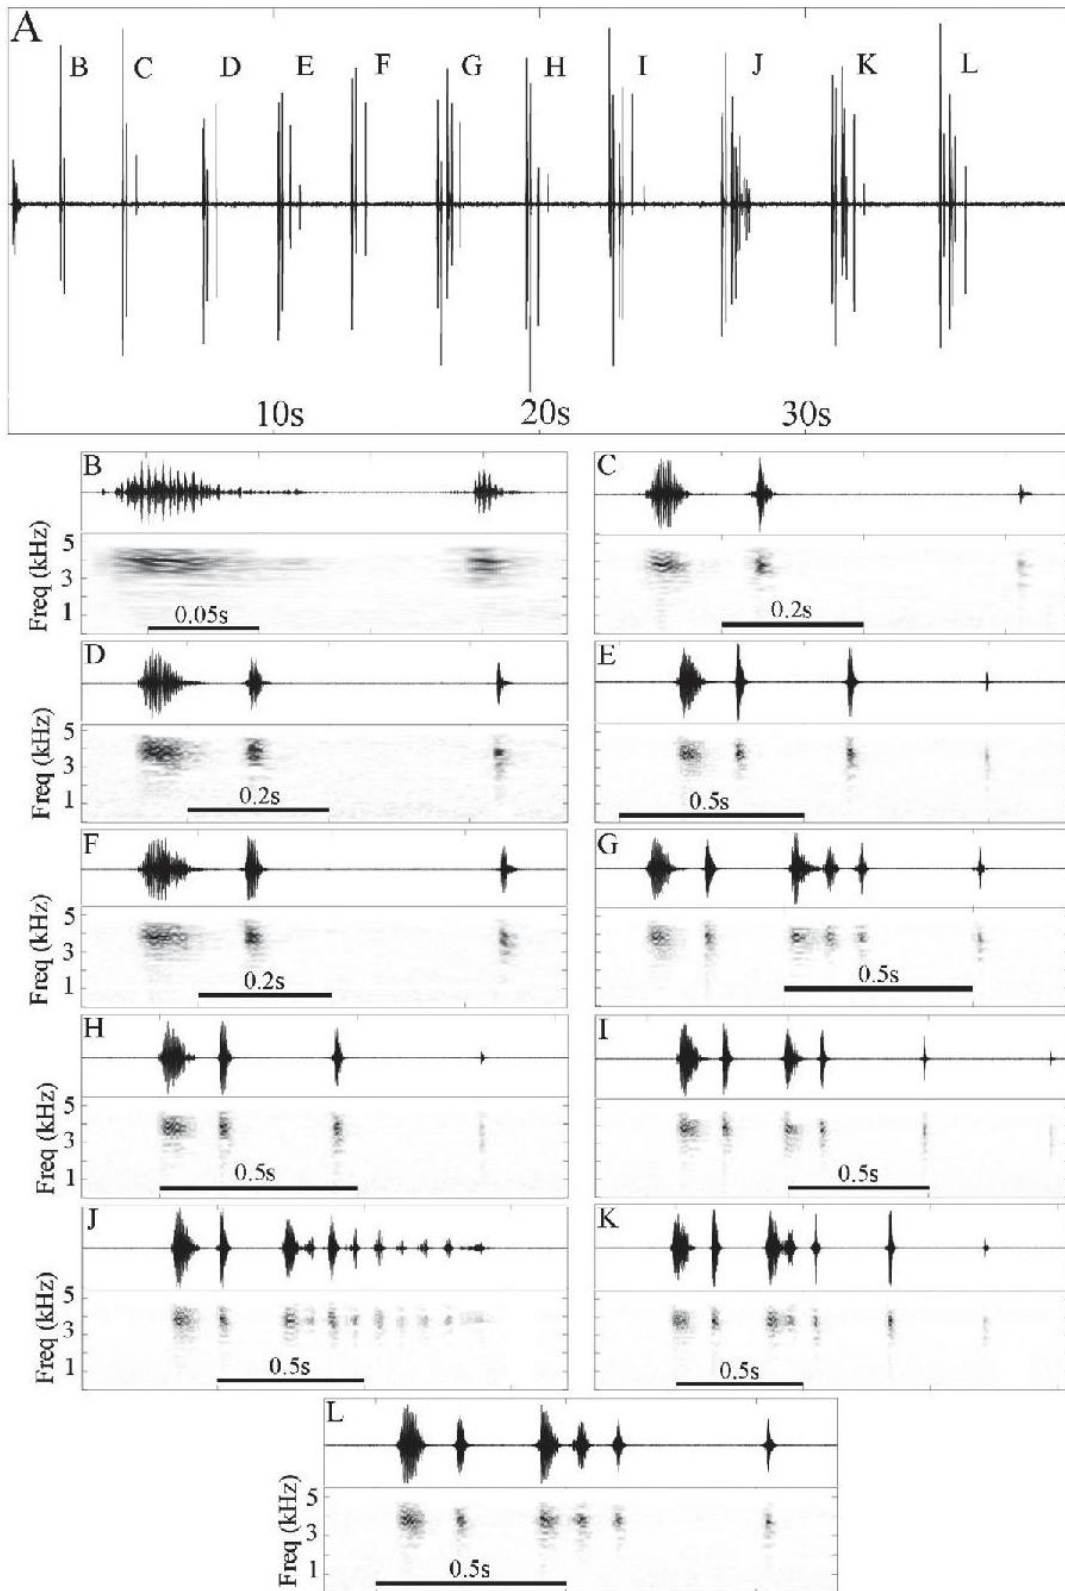 A
B C D E F G H I J K L
10s 20s 30s
B
Freq (kHz) 5 3 1
0.05s
C
0.2s
D
Freq (kHz) 5 3 1
0.2s
E
0.5s
F
Freq (kHz) 5 3 1
0.2s
G
0.5s
H
Freq (kHz) 5 3 1
0.5s
I
0.5s
J
Freq (kHz) 5 3 1
0.5s
K
0.5s
L
Freq (kHz) 5 3 1
0.5s